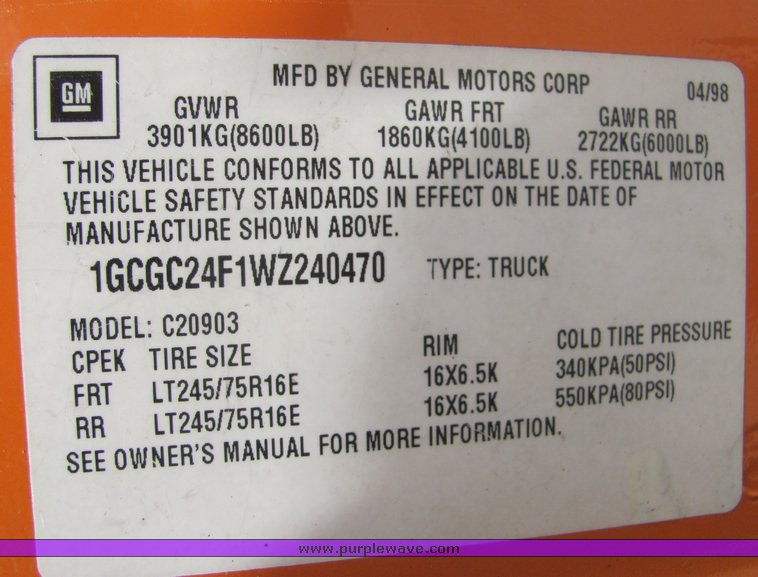 GM
MFD BY GENERAL MOTORS CORP 04/98
GVWR GAWR FRT GAWR RR
3901KG(8600LB) 1860KG(4100LB) 2722KG(6000LB)
THIS VEHICLE CONFORMS TO ALL APPLICABLE U.S. FEDERAL MOTOR
VEHICLE SAFETY STANDARDS IN EFFECT ON THE DATE OF
MANUFACTURE SHOWN ABOVE.
1GCGC24F1WZ240470 TYPE: TRUCK
MODEL: C20903
CPEK TIRE SIZE RIM COLD TIRE PRESSURE
FRT LT245/75R16E 16X6.5K 340KPA(50PSI)
RR LT245/75R16E 16X6.5K 550KPA(80PSI)
SEE OWNER'S MANUAL FOR MORE INFORMATION.
www.purplewave.com